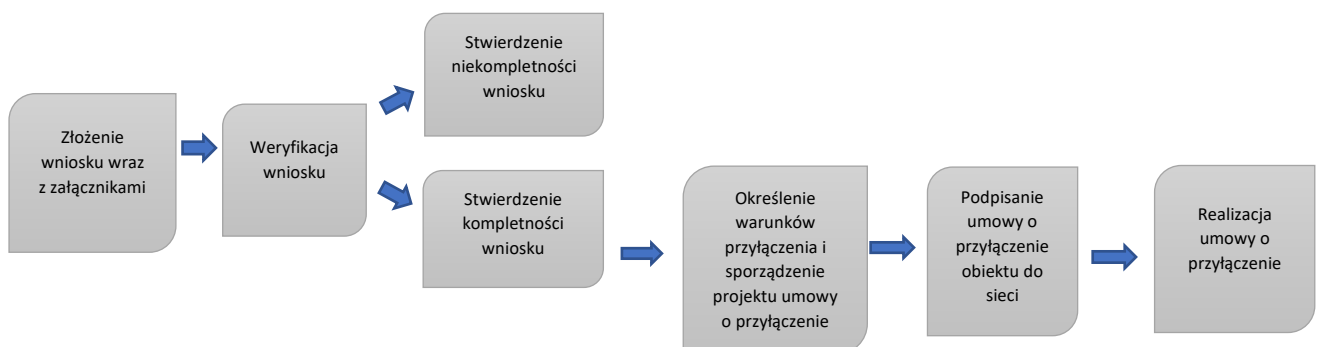 Złożenie
wniosku wraz
z załącznikami
Weryfikacja
wniosku
Stwierdzenie
niekompletności
wniosku
Stwierdzenie
kompletności
wniosku
Określenie
warunków
przyłączenia i
sporządzenie
projektu umowy
o przyłączenie
Podpisanie
umowy o
przyłączenie
obiektu do
sieci
Realizacja
umowy o
przyłączenie